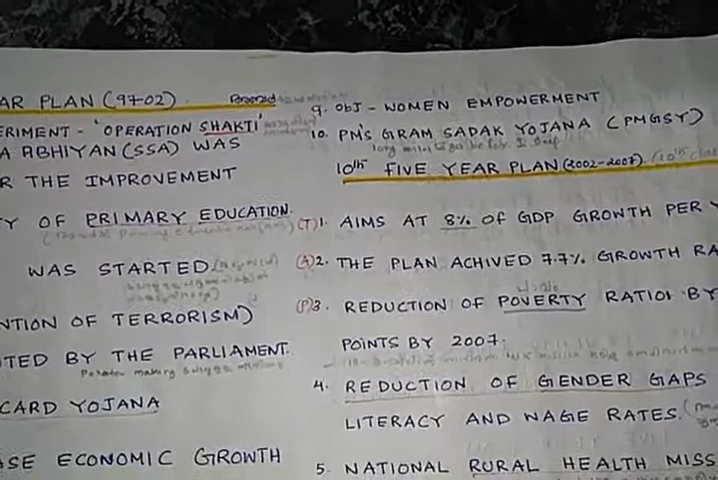 AR PLAN (97-02)
ERIMENT - 'OPERATION SHAKTI'
A ABHIYAN (SSA) WAS
R THE IMPROVEMENT
TY OF PRIMARY EDUCATION.
WAS STARTED
NTION OF TERRORISM)
TED BY THE PARLIAMENT.
CARD YOJANA
ASE ECONOMIC GROWTH
9. OBJ - WOMEN EMPOWERMENT
10. PM'S GRAM SADAK YOJANA (PMGSY)
10th FIVE YEAR PLAN (2002-2007).
(T) 1. AIMS AT 8% OF GDP GROWTH PER Y
(A) 2. THE PLAN ACHIVED 7.7% GROWTH RA
(P) 3. REDUCTION OF POVERTY RATIO BY
POINTS BY 2007.
4. REDUCTION OF GENDER GAPS
LITERACY AND WAGE RATES.
5. NATIONAL RURAL HEALTH MISS